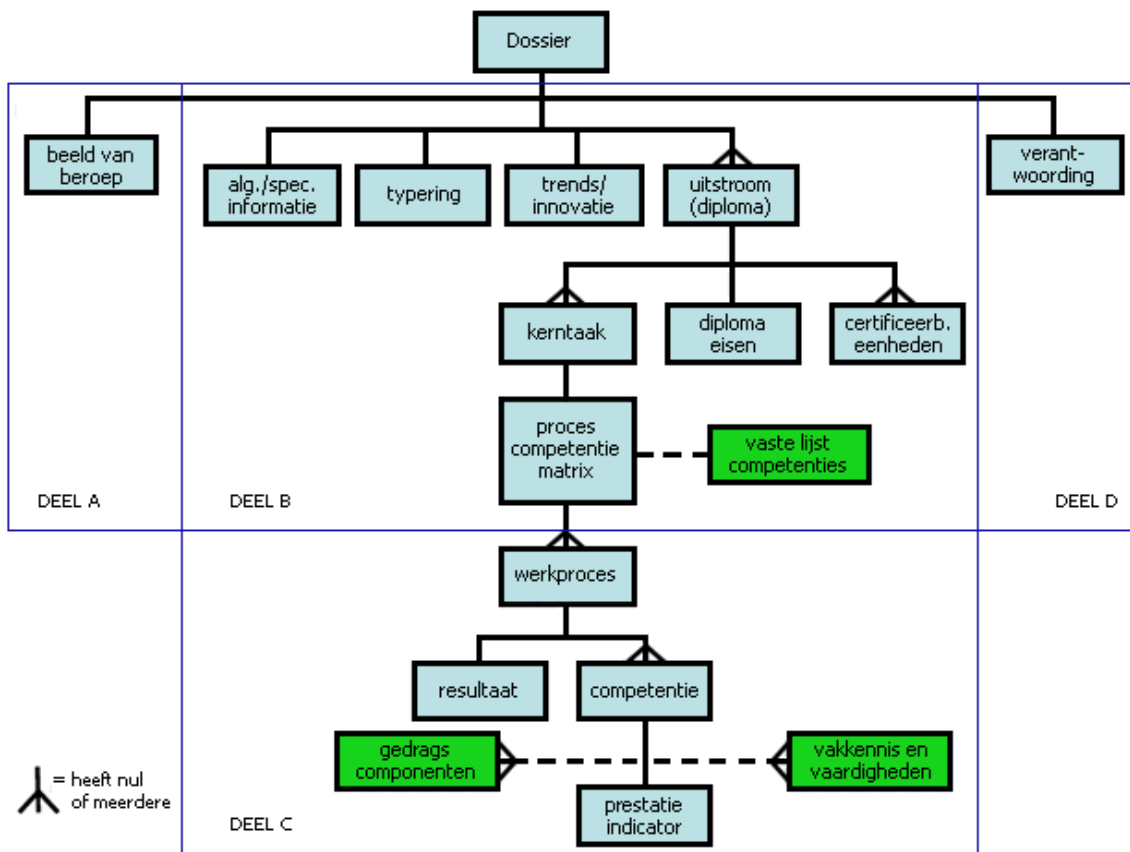 Dossier
beeld van
beroep
alg./spec.
informatie
typering
trends/
innovatie
uitstroom
(diploma)
verant-
woording
kerntaak
diploma
eisen
certificeerb.
eenheden
proces
competentie
matrix
vaste lijst
competenties
DEEL A
DEEL B
DEEL D
werkproces
resultaat
competentie
gedrags
componenten
vakkennis en
vaardigheden
prestatie
indicator
= heeft nul
of meerdere
DEEL C